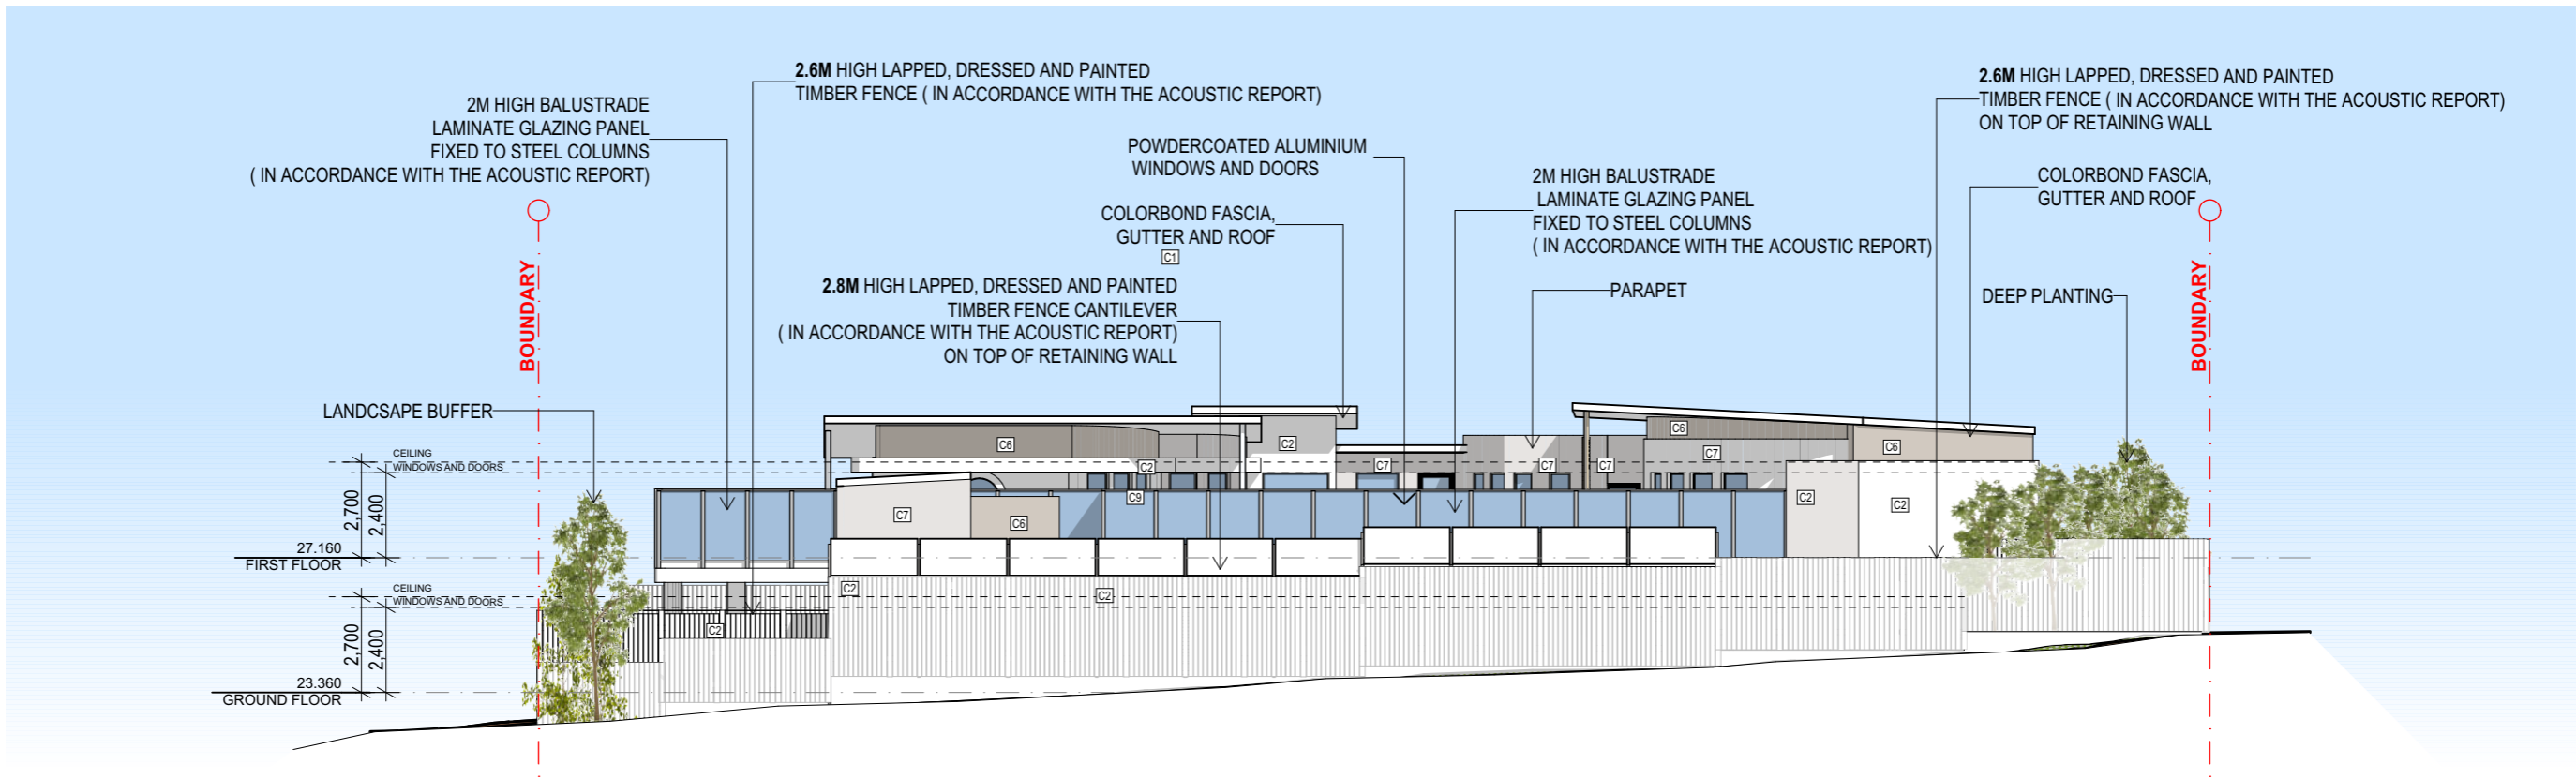 2.6M HIGH LAPPED, DRESSED AND PAINTED
TIMBER FENCE ( IN ACCORDANCE WITH THE ACOUSTIC REPORT)
2.6M HIGH LAPPED, DRESSED AND PAINTED
TIMBER FENCE ( IN ACCORDANCE WITH THE ACOUSTIC REPORT)
ON TOP OF RETAINING WALL
2M HIGH BALUSTRADE
LAMINATE GLAZING PANEL
FIXED TO STEEL COLUMNS
( IN ACCORDANCE WITH THE ACOUSTIC REPORT)
POWDERCOATED ALUMINIUM
WINDOWS AND DOORS
2M HIGH BALUSTRADE
LAMINATE GLAZING PANEL
FIXED TO STEEL COLUMNS
( IN ACCORDANCE WITH THE ACOUSTIC REPORT)
COLORBOND FASCIA,
GUTTER AND ROOF
COLORBOND FASCIA,
GUTTER AND ROOF
C1
BOUNDARY
2.8M HIGH LAPPED, DRESSED AND PAINTED
TIMBER FENCE CANTILEVER
( IN ACCORDANCE WITH THE ACOUSTIC REPORT)
ON TOP OF RETAINING WALL
PARAPET
DEEP PLANTING
BOUNDARY
LANDCSAPE BUFFER
C6
C2
C6
C6
C7
CEILING
WINDOWS AND DOORS
C2
C7
C7
C7
2,700
2,400
C9
C2
C2
C7
C6
27.160
FIRST FLOOR
CEILING
WINDOWS AND DOORS
C2
C2
C2
2,700
2,400
23.360
GROUND FLOOR